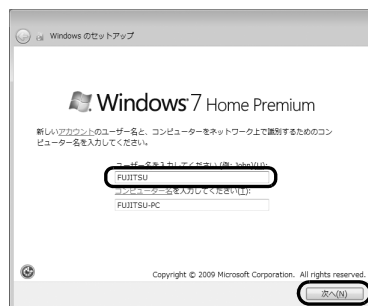 Windows のセットアップ
Windows 7 Home Premium
新しいアカウントのユーザー名と、コンピューターをネットワーク上で識別するためのコン
ピューター名を入力してください。
ユーザー名を入力してください (例: John)(U):
FUJITSU
コンピューター名を入力してください(T):
FUJITSU-PC
Copyright © 2009 Microsoft Corporation. All rights reserved.
次へ(N)